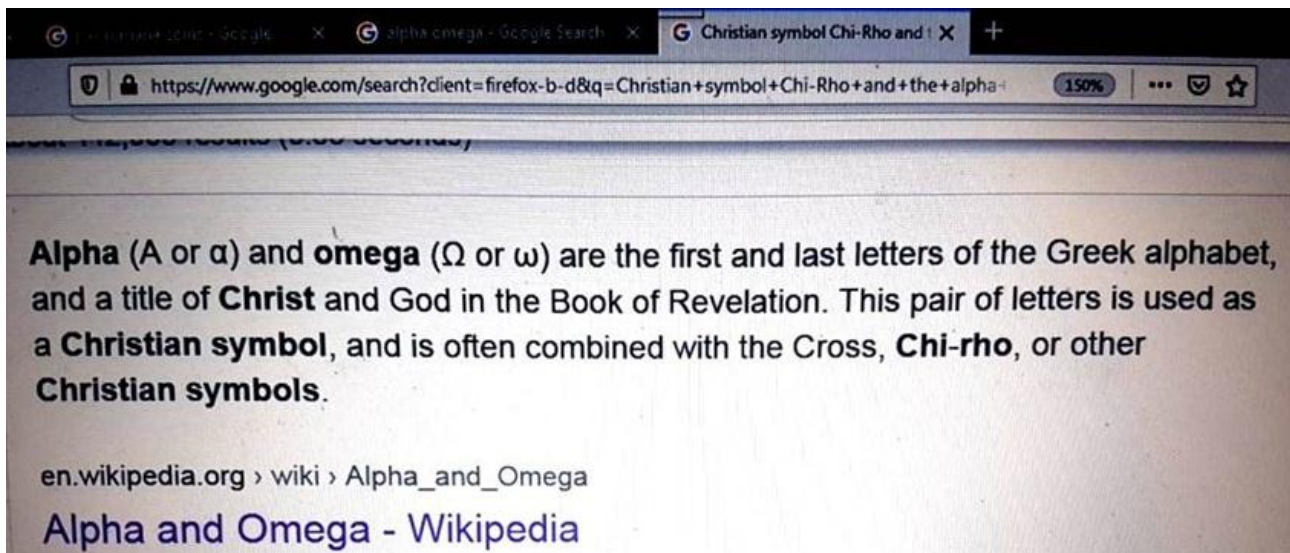 alpha omega - Google Search
Christian symbol Chi-Rho and
https://www.google.com/search?client=firefox-b-d&q=Christian+symbol+Chi-Rho+and+the+alpha
150%
Alpha (A or α) and omega (Ω or ω) are the first and last letters of the Greek alphabet,
and a title of Christ and God in the Book of Revelation. This pair of letters is used as
a Christian symbol, and is often combined with the Cross, Chi-rho, or other
Christian symbols.
en.wikipedia.org › wiki › Alpha_and_Omega
Alpha and Omega - Wikipedia